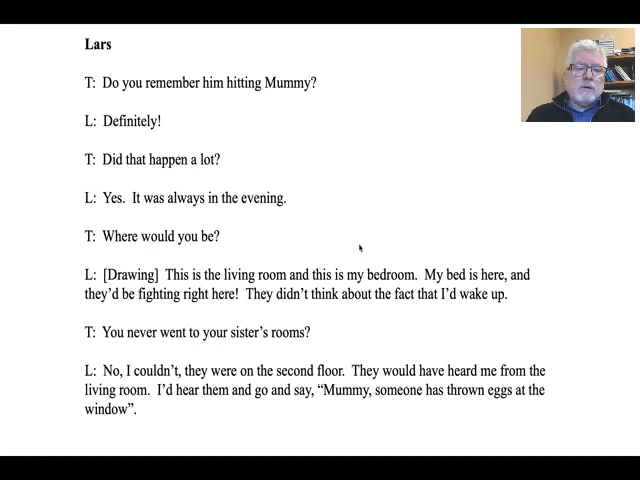 Lars
T: Do you remember him hitting Mummy?
L: Definitely!
T: Did that happen a lot?
L: Yes. It was always in the evening.
T: Where would you be?
L: [Drawing] This is the living room and this is my bedroom. My bed is here, and
they’d be fighting right here! They didn’t think about the fact that I’d wake up.
T: You never went to your sister’s rooms?
L: No, I couldn’t, they were on the second floor. They would have heard me from the
living room. I’d hear them and go and say, “Mummy, someone has thrown eggs at the
window”.